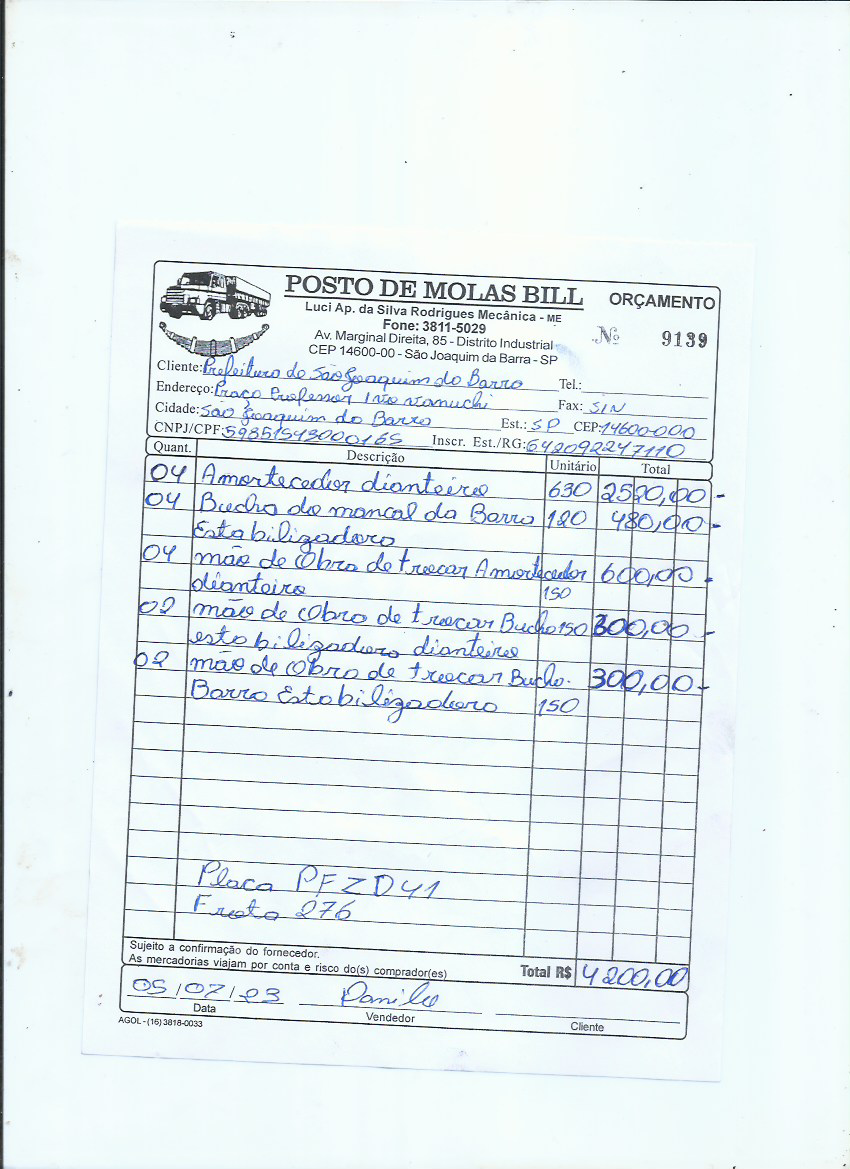 POSTO DE MOLAS BILL
ORÇAMENTO
Luci Ap. da Silva Rodrigues Mecânica - ME
Fone: 3811-5029
Av. Marginal Direita, 85 - Distrito Industrial
CEP 14600-00 - São Joaquim da Barra - SP
Nº 9139
Cliente: Prefeitura de São Joaquim da Barra Tel.:
Endereço: Praça Professor Ivo Fax: S/N
Cidade: São Joaquim da Barra Est.: SP CEP: 14600-000
CNPJ/CPF: 59851543000165 Inscr. Est./RG: 642092247110
Quant. Descrição Unitário Total
04 Amortecedor dianteiro 630 2520,00-
04 Bucha do mancal da Barra 120 480,00-
Estabilizadora
04 mão de Obra de trocar Amortecedor 600,00-
dianteiro 150
02 mão de Obra de trocar Bucha 150 300,00-
estabilizadora dianteira
02 mão de Obra de trocar Bucha. 300,00-
Barra Estabilizadora 150
Placa PFZD41
Frota 276
Sujeito a confirmação do fornecedor.
As mercadorias viajam por conta e risco do(s) comprador(es)
Total R$ 4200,00
05/07/23 Danilo
Data Vendedor Cliente
AGOL - (16) 3818-0033